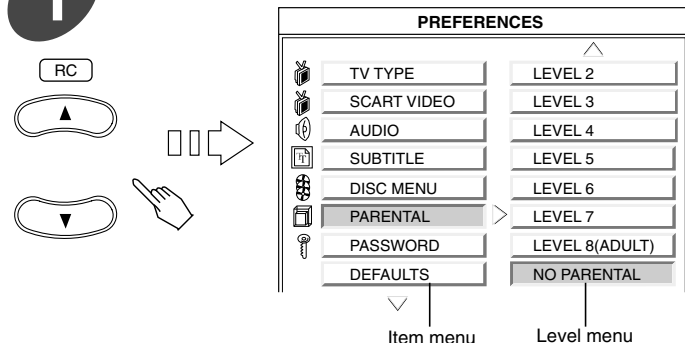 1
PREFERENCES
RC
TV TYPE
SCART VIDEO
AUDIO
SUBTITLE
DISC MENU
PARENTAL
PASSWORD
DEFAULTS
LEVEL 2
LEVEL 3
LEVEL 4
LEVEL 5
LEVEL 6
LEVEL 7
LEVEL 8(ADULT)
NO PARENTAL
Item menu
Level menu